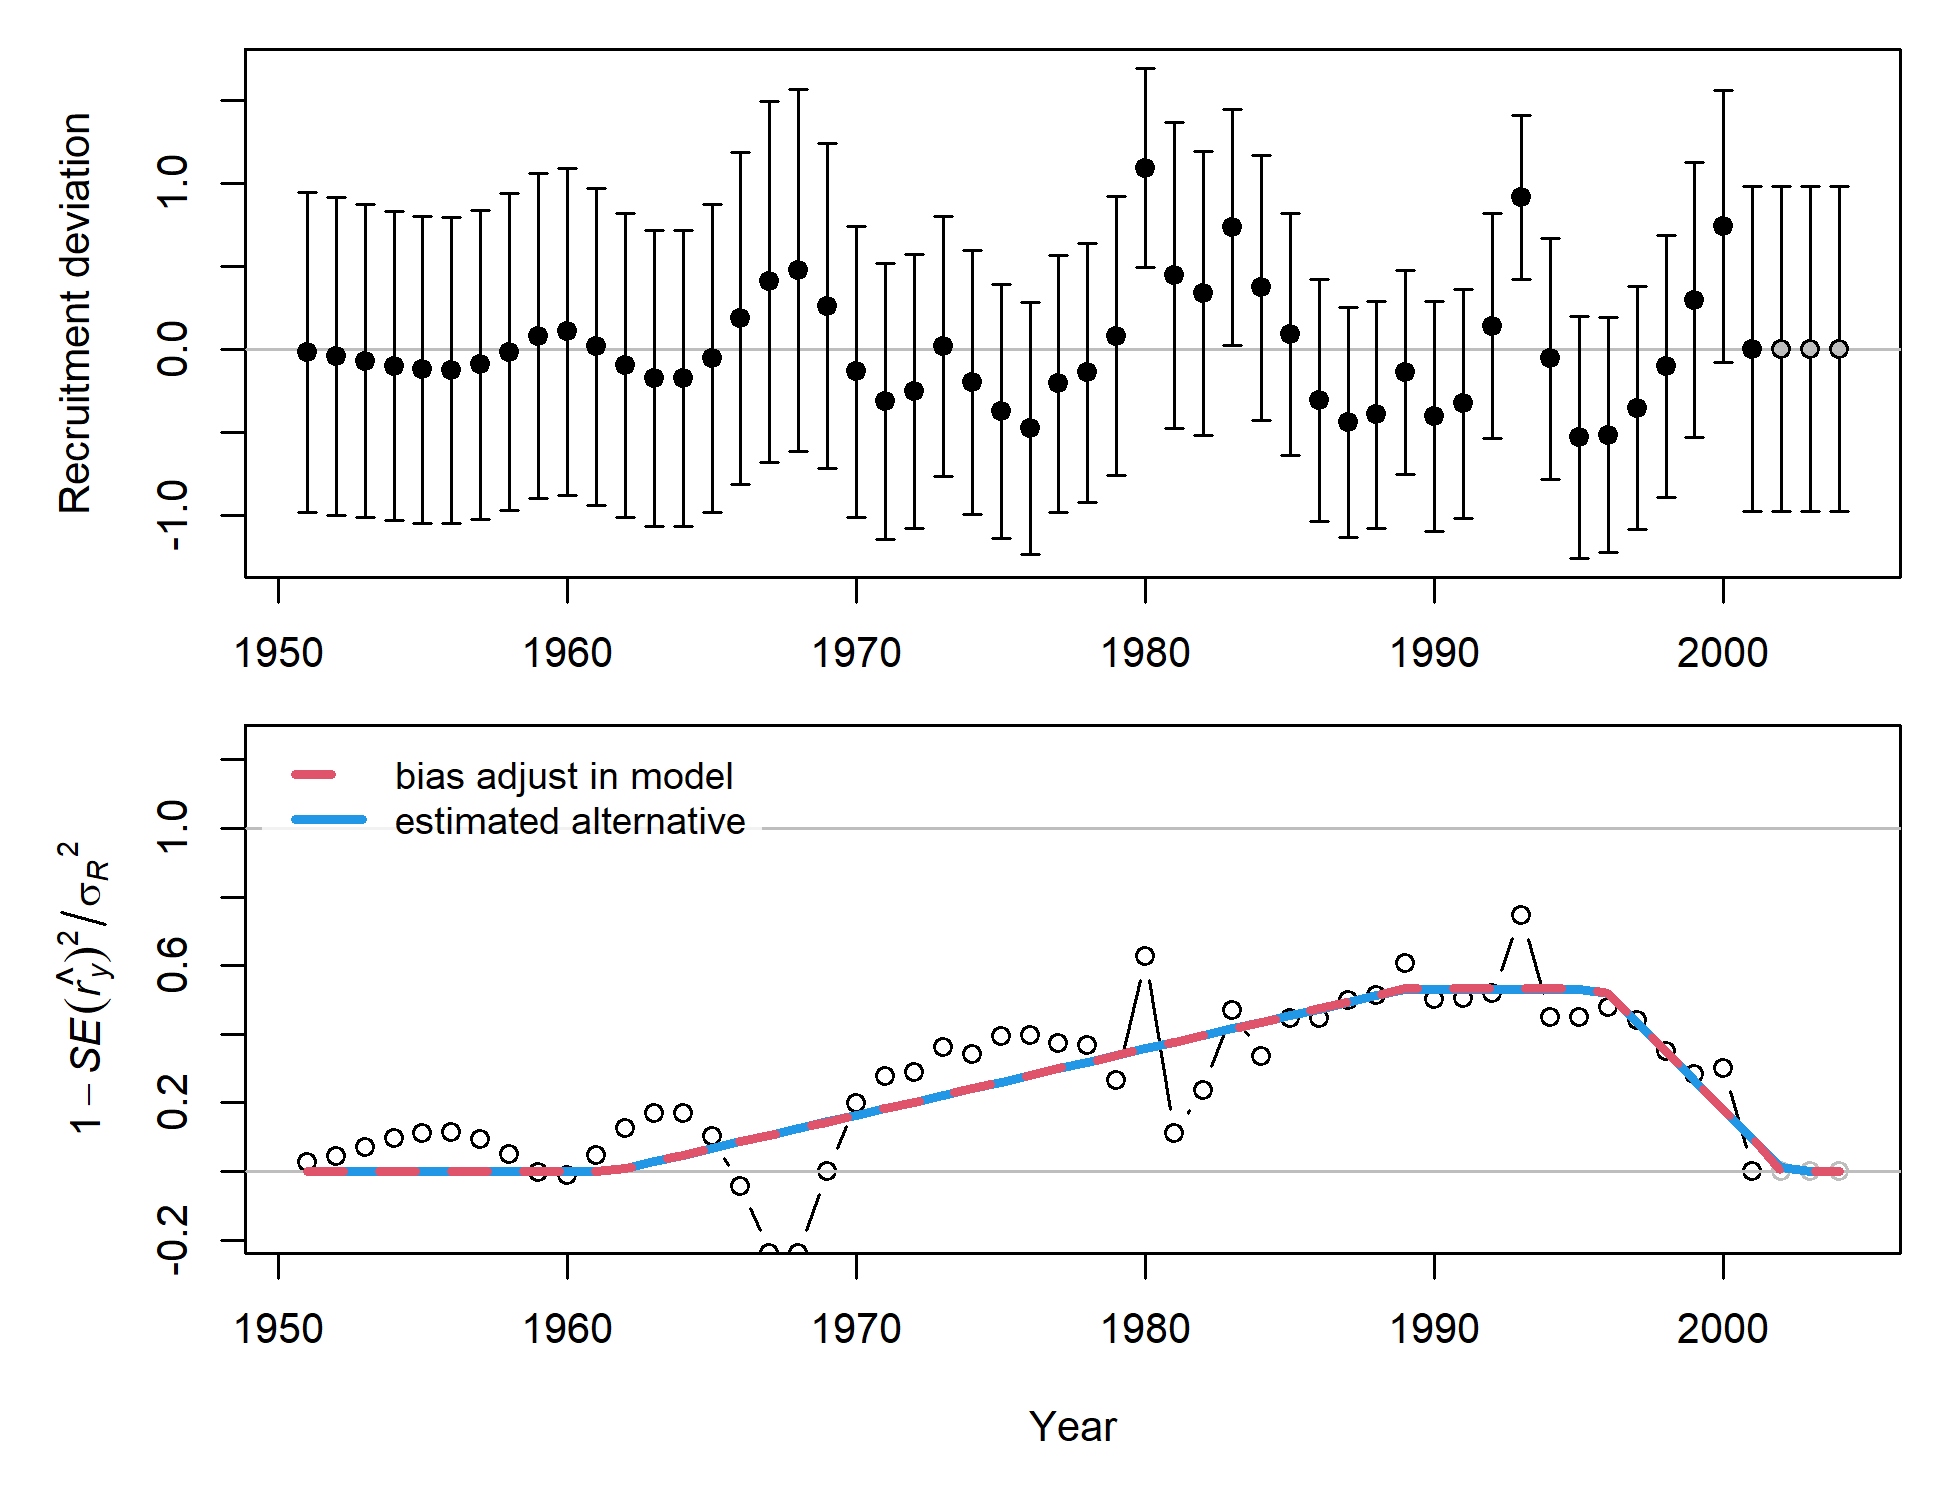 Recruitment deviation
1.0
0.0
-1.0
1950 1960 1970 1980 1990 2000
bias adjust in model
estimated alternative
1 − SE(r̂_y)²/σ_R²
1.0
0.6
0.2
-0.2
1950 1960 1970 1980 1990 2000
Year